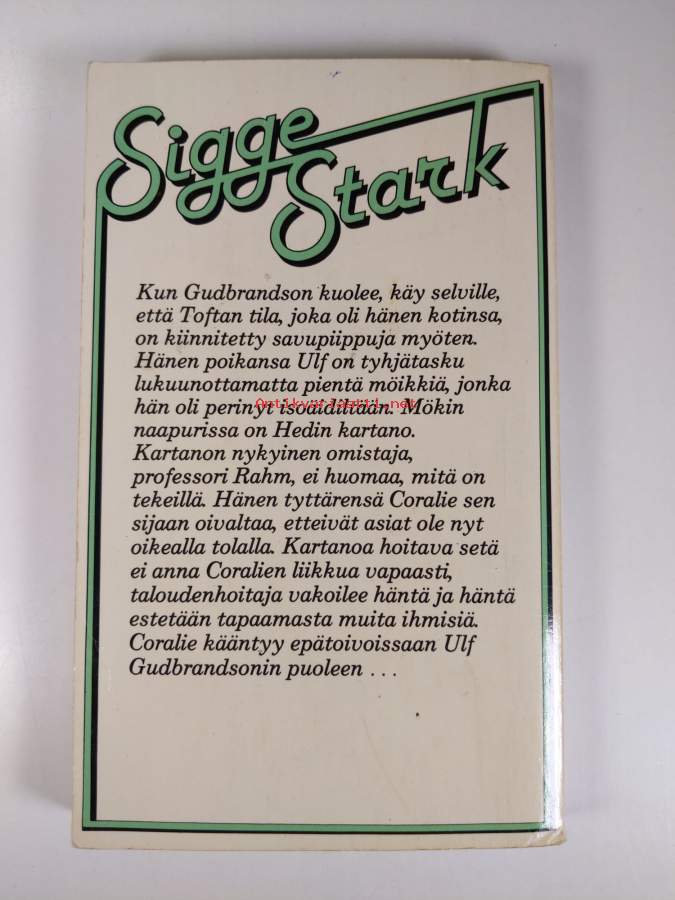 Sigge
Stark
Kun Gudbrandson kuolee, käy selville,
että Toftan tila, joka oli hänen kotinsa,
on kiinnitetty savupiippuja myöten.
Hänen poikansa Ulf on tyhjätasku
lukuunottamatta pientä möikkiä, jonka
hän oli perinyt isoäidiltään. Mökin
Antikvariaatti.net
naapurissa on Hedin kartano.
Kartanon nykyinen omistaja,
professori Rahm, ei huomaa, mitä on
tekeillä. Hänen tyttärensä Coralie sen
sijaan oivaltaa, etteivät asiat ole nyt
oikealla tolalla. Kartanoa hoitava setä
ei anna Coralien liikkua vapaasti,
taloudenhoitaja vakoilee häntä ja häntä
estetään tapaamasta muita ihmisiä.
Coralie kääntyy epätoivoissaan Ulf
Gudbrandsonin puoleen ...